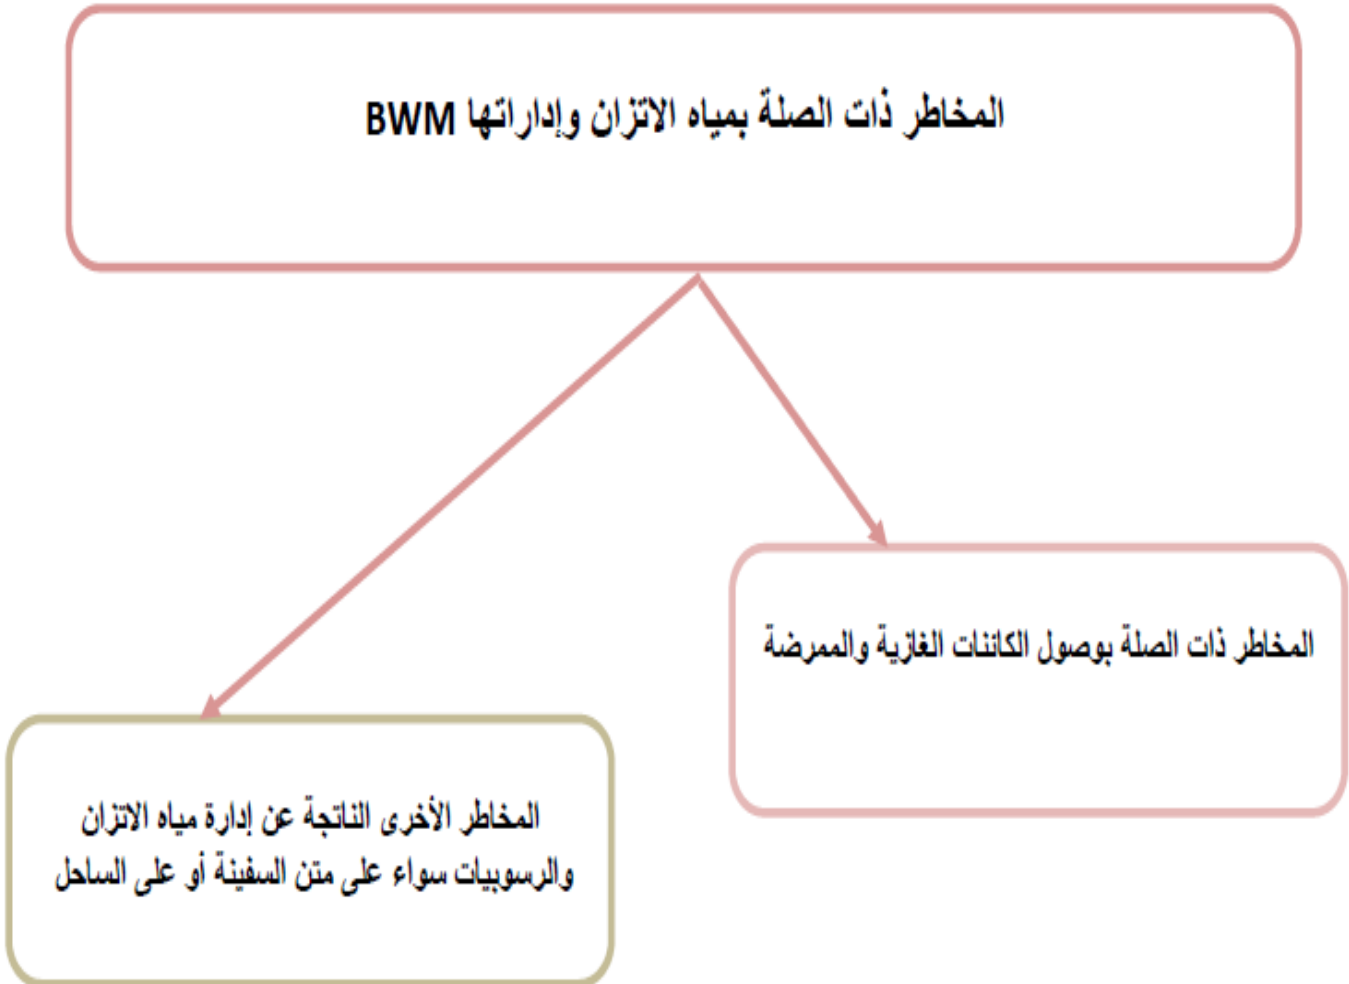 المخاطر ذات الصلة بمياه الاتزان وإداراتها BWM
المخاطر ذات الصلة بوصول الكائنات الغازية والممرضة
المخاطر الأخرى الناتجة عن إدارة مياه الاتزان
والرسوبيات سواء على متن السفينة أو على الساحل